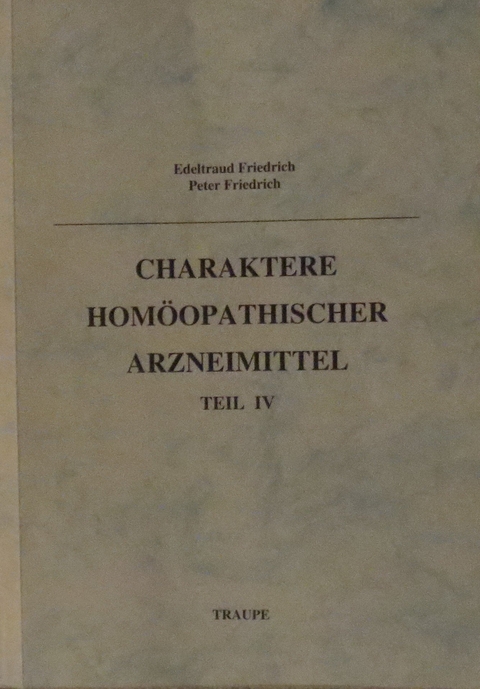 Edeltraud Friedrich
Peter Friedrich
CHARAKTERE
HOMÖOPATHISCHER
ARZNEIMITTEL
TEIL IV
TRAUPE